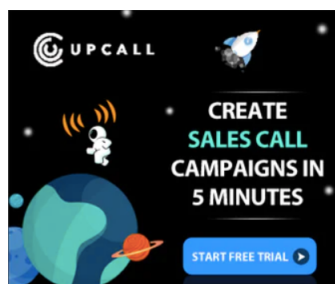 UPCALL
CREATE
SALES CALL
CAMPAIGNS IN
5 MINUTES
START FREE TRIAL